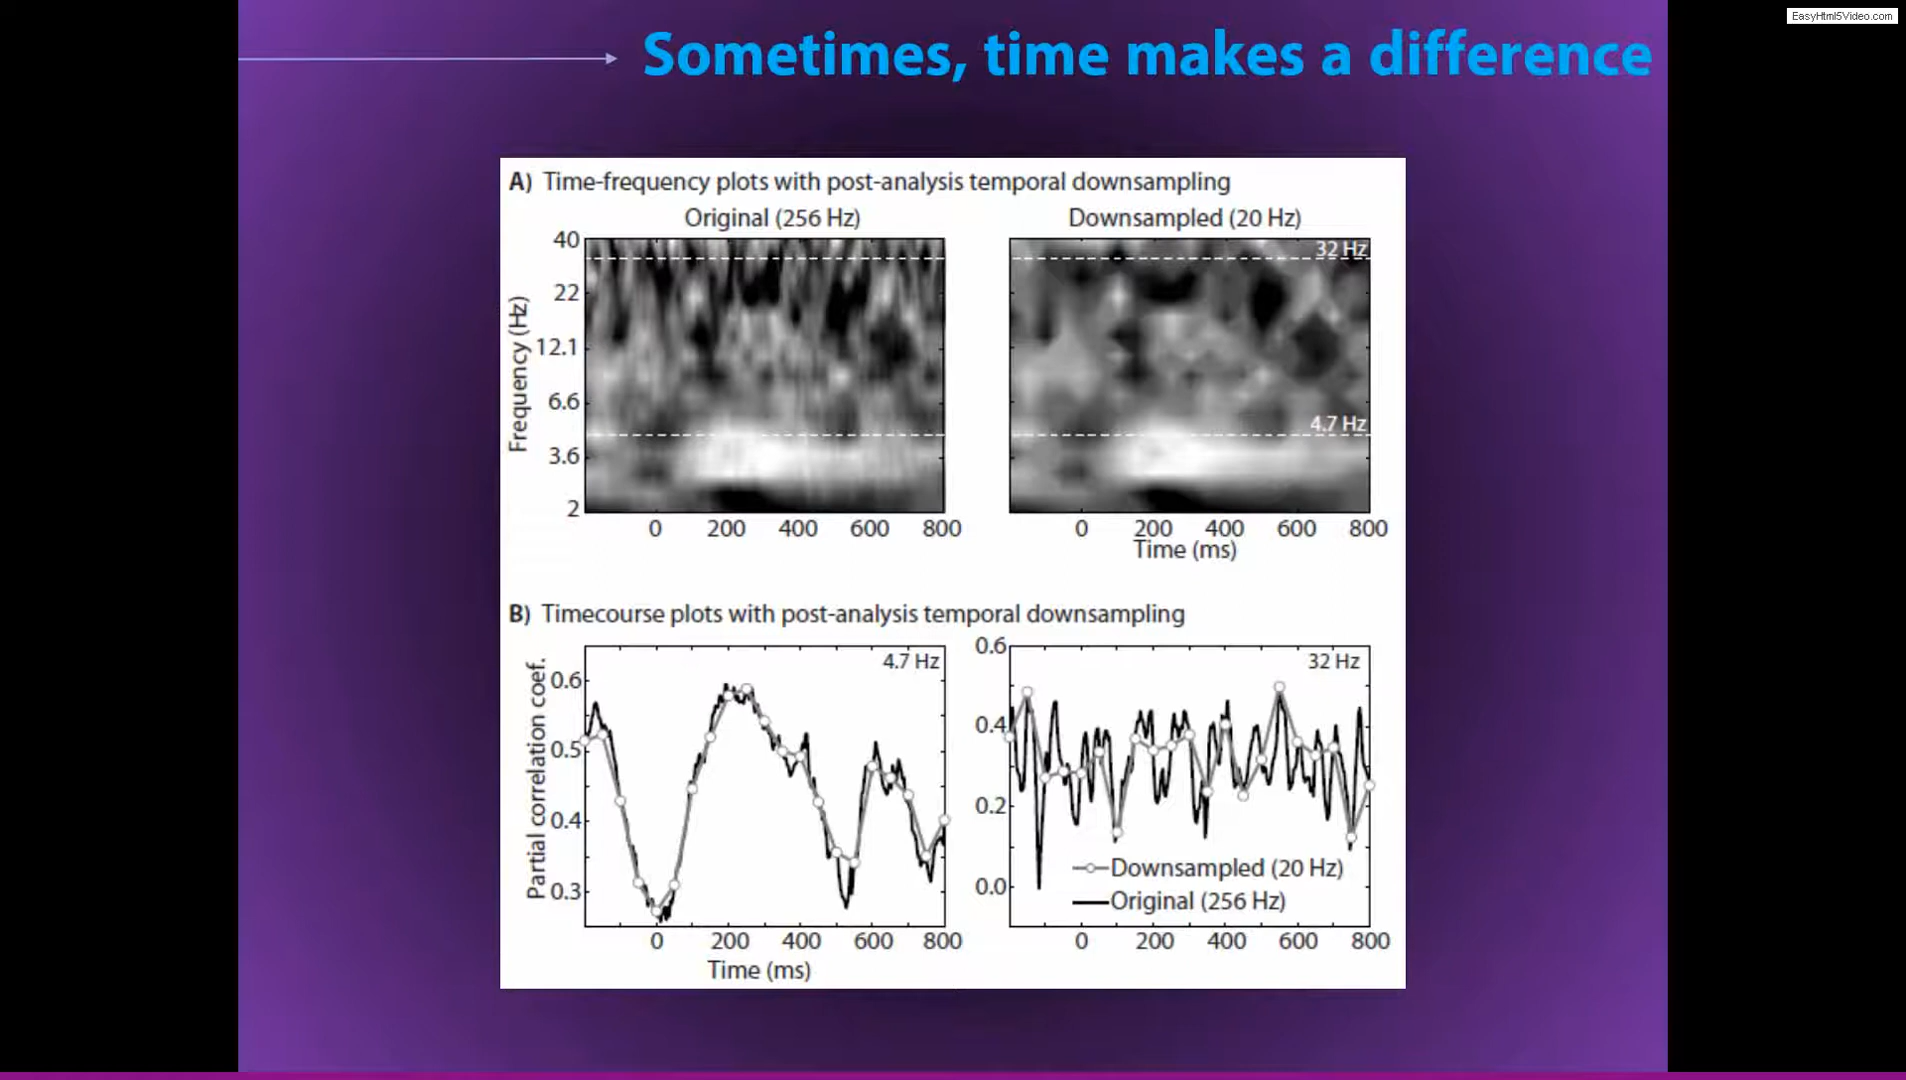 EasyHtml5Video.com
Sometimes, time makes a difference
A) Time-frequency plots with post-analysis temporal downsampling
Original (256 Hz)
Downsampled (20 Hz)
Frequency (Hz)
40
22
12.1
6.6
3.6
2
0 200 400 600 800
32 Hz
4.7 Hz
0 200 400 600 800
Time (ms)
B) Timecourse plots with post-analysis temporal downsampling
Partial correlation coef.
0.6
0.5
0.4
0.3
4.7 Hz
0 200 400 600 800
Time (ms)
0.6
0.4
0.2
0.0
32 Hz
Downsampled (20 Hz)
Original (256 Hz)
0 200 400 600 800